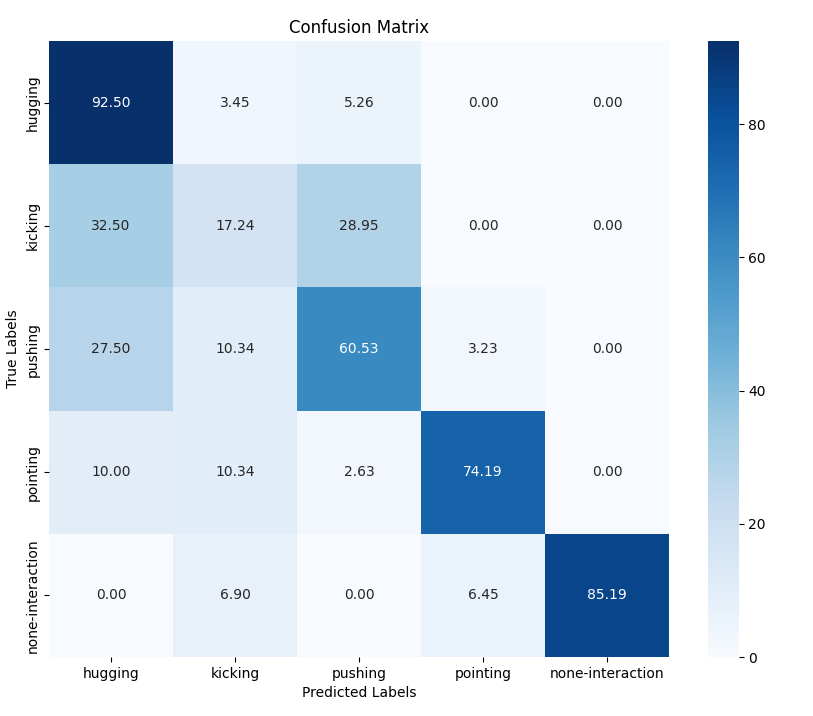 Confusion Matrix
hugging
92.50
3.45
5.26
0.00
0.00
kicking
32.50
17.24
28.95
0.00
0.00
True Labels
pushing
27.50
10.34
60.53
3.23
0.00
pointing
10.00
10.34
2.63
74.19
0.00
none-interaction
0.00
6.90
0.00
6.45
85.19
hugging
kicking
pushing
pointing
none-interaction
Predicted Labels
80
60
40
20
0